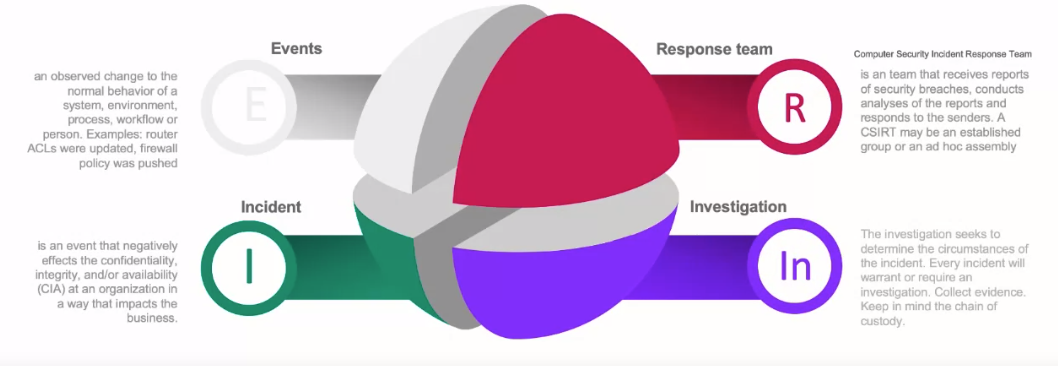 Events
E
an observed change to the
normal behavior of a
system, environment,
process, workflow or
person. Examples: router
ACLs were updated, firewall
policy was pushed
Response team
R
Computer Security Incident Response Team
is an team that receives reports
of security breaches, conducts
analyses of the reports and
responds to the senders. A
CSIRT may be an established
group or an ad hoc assembly
Incident
I
is an event that negatively
effects the confidentiality,
integrity, and/or availability
(CIA) at an organization in
a way that impacts the
business.
Investigation
In
The investigation seeks to
determine the circumstances of
the incident. Every incident will
warrant or require an
investigation. Collect evidence.
Keep in mind the chain of
custody.